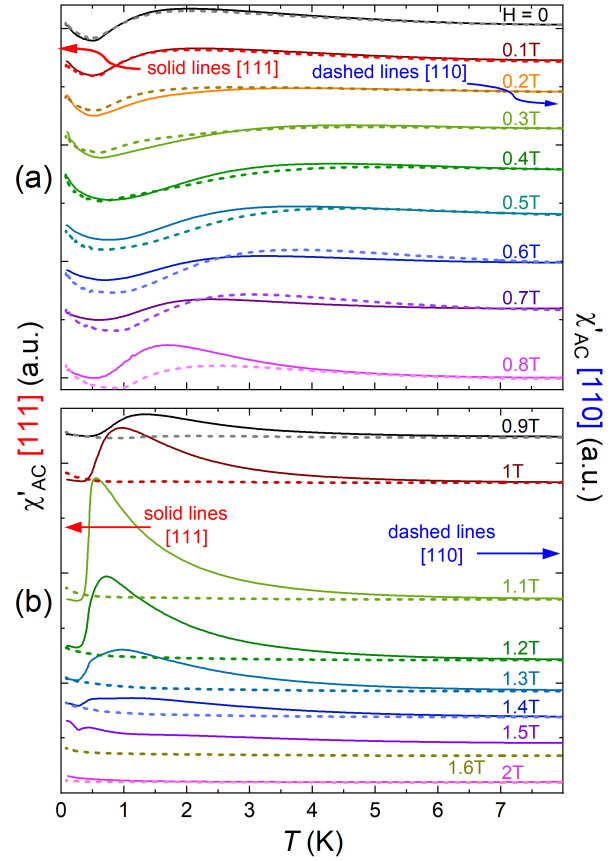 H = 0
0.1T
solid lines [111]
dashed lines [110]
0.2T
0.3T
(a)
0.4T
0.5T
0.6T
0.7T
0.8T
χ'AC [111] (a.u.)
χ'AC [110] (a.u.)
0.9T
1T
solid lines
[111]
dashed lines
[110]
1.1T
(b)
1.2T
1.3T
1.4T
1.5T
1.6T
2T
0 1 2 3 4 5 6 7
T (K)